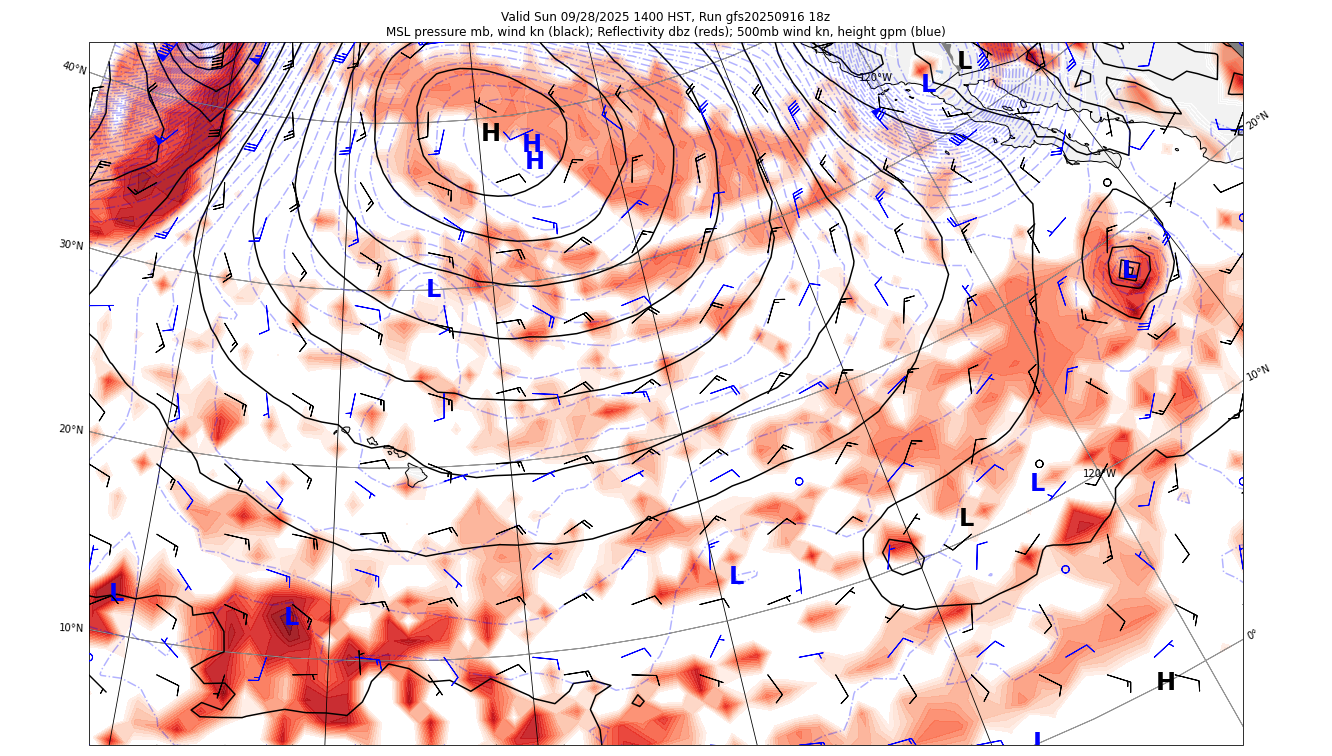 Valid Sun 09/28/2025 1400 HST, Run gfs20250916 18z
MSL pressure mb, wind kn (black); Reflectivity dbz (reds); 500mb wind kn, height gpm (blue)
L
40°N
120°W
L
20°N
H
H
H
30°N
L
L
10°N
20°N
120°W
L
L
L
L
L
10°N
0°
H
L